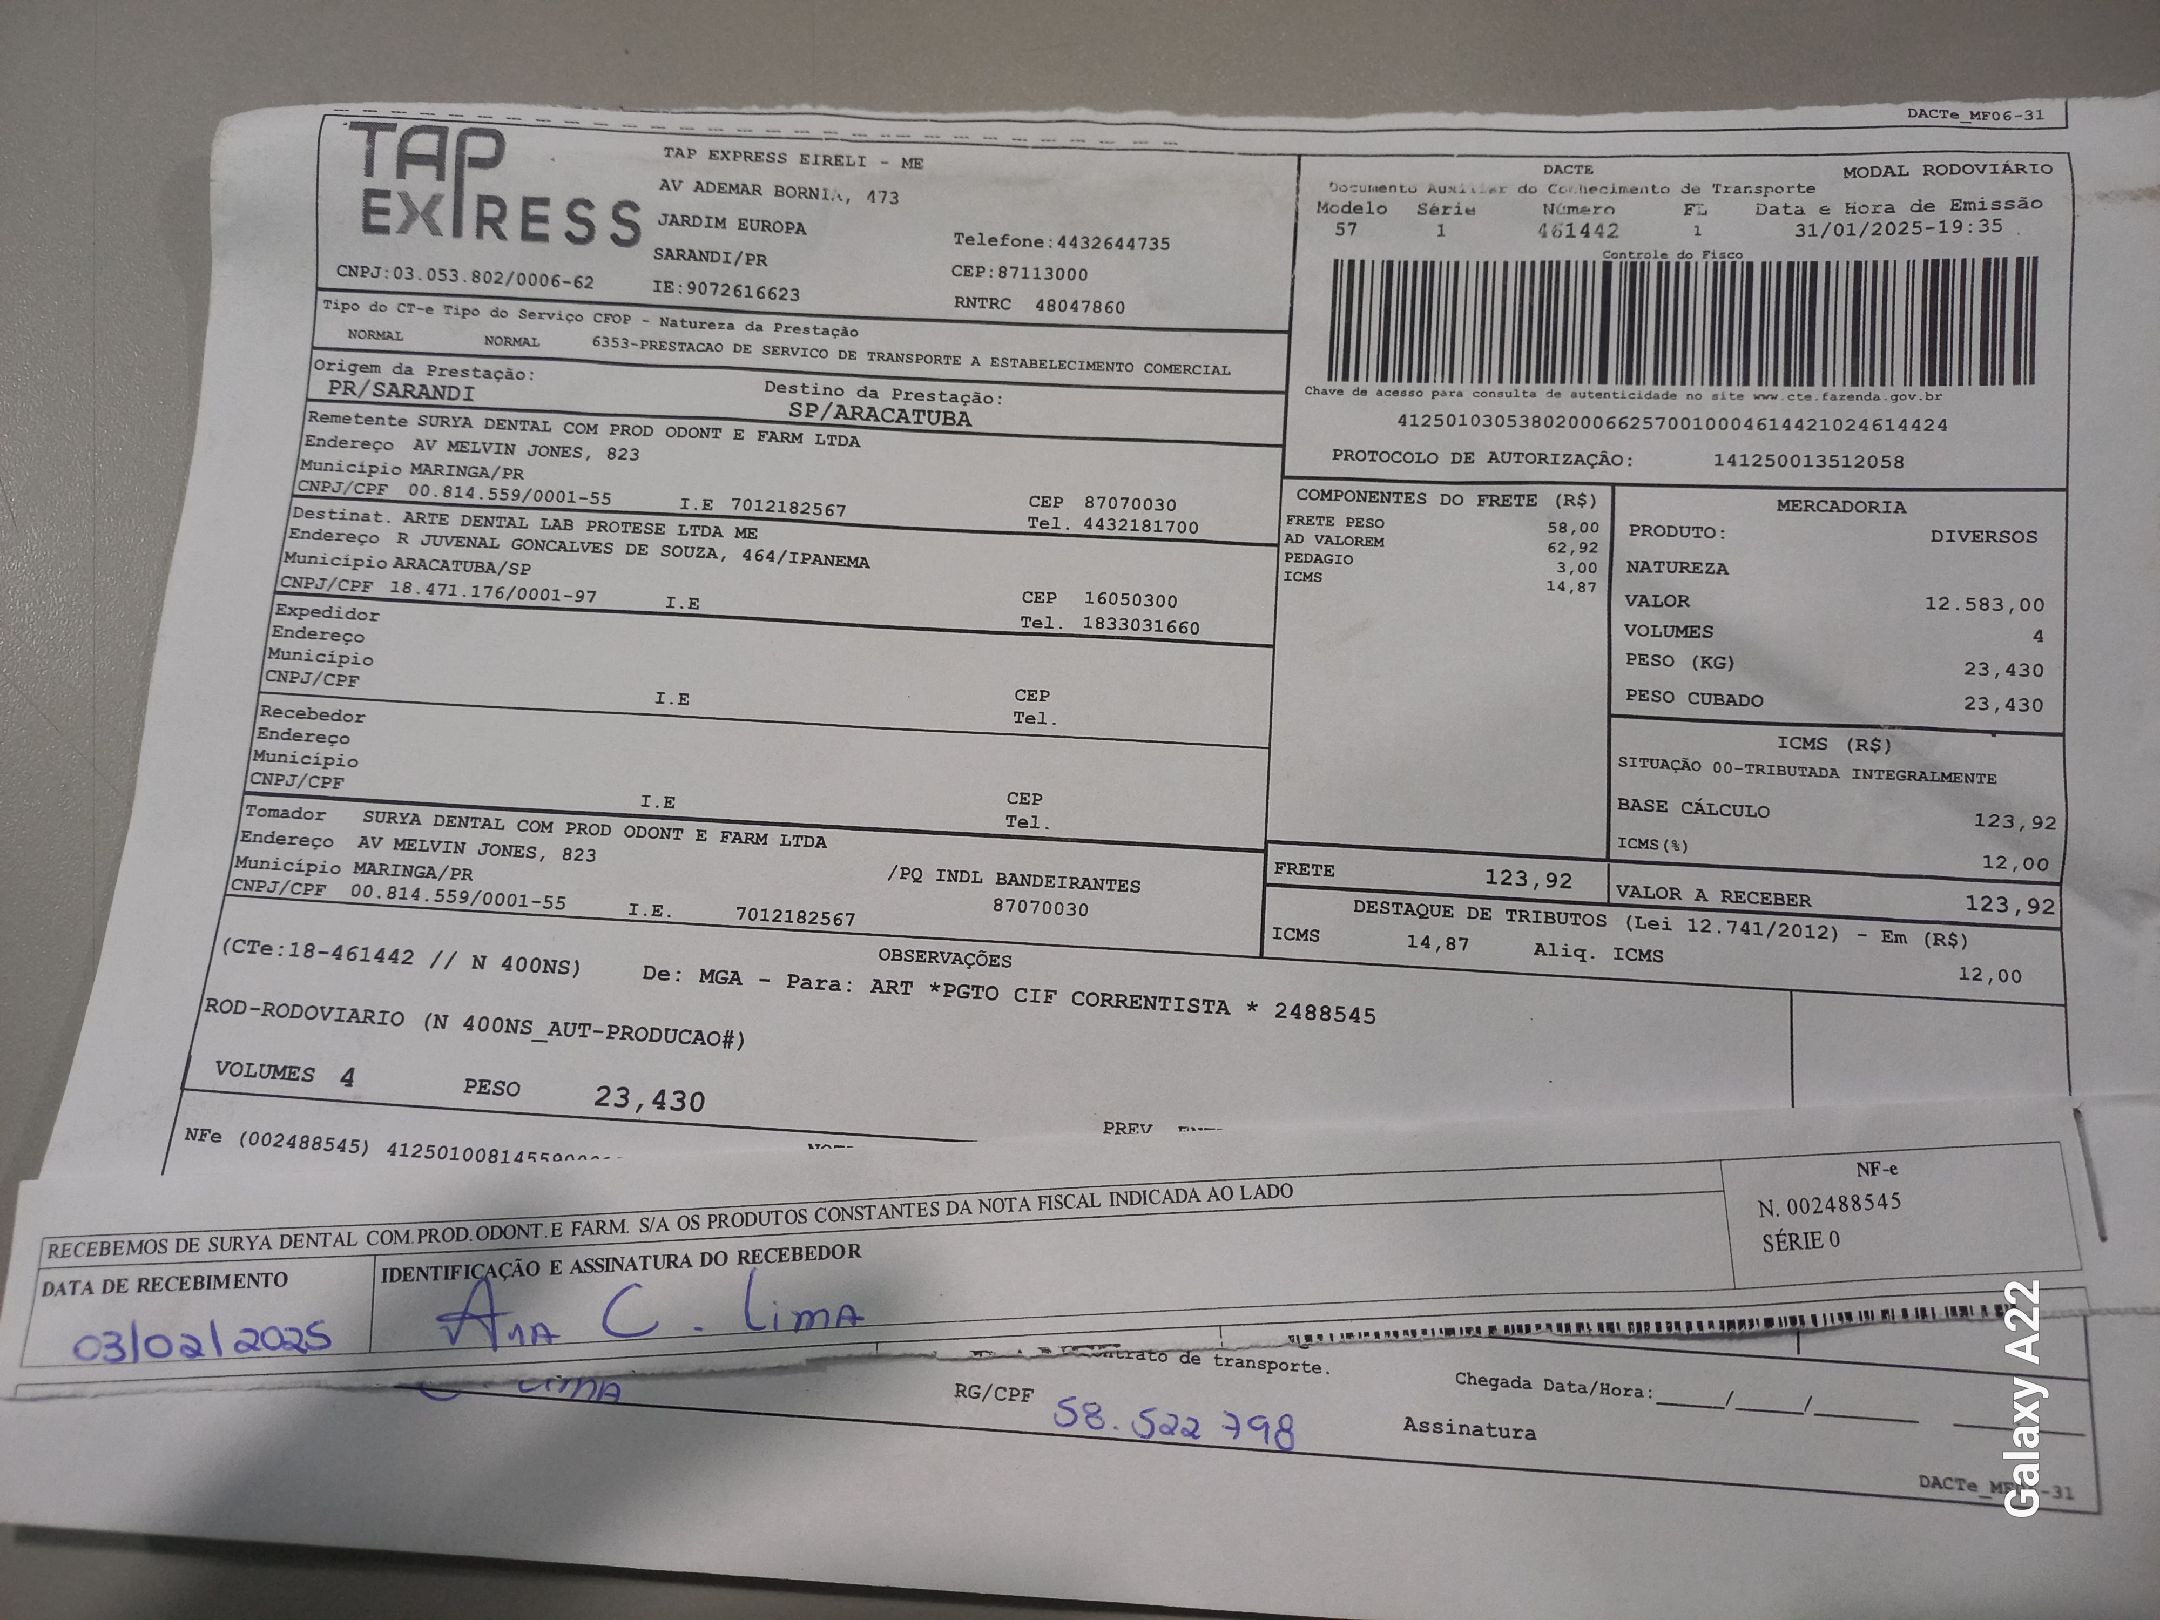 DACTe_MF06-31
TAP EXPRESS
TAP EXPRESS EIRELI - ME
AV ADEMAR BORNIA, 473
JARDIM EUROPA
SARANDI/PR
IE:9072616623
CNPJ:03.053.802/0006-62
Telefone:4432644735
CEP:87113000
RNTRC 48047860
DACTE MODAL RODOVIÁRIO
Documento Auxiliar do Conhecimento de Transporte
Modelo Série Número FL Data e Hora de Emissão
57 1 461442 1 31/01/2025-19:35
Controle do Fisco
Chave de acesso para consulta de autenticidade no site www.cte.fazenda.gov.br
41250103053802000662570010004614421024614424
PROTOCOLO DE AUTORIZAÇÂO: 141250013512058
Tipo do CT-e Tipo do Serviço CFOP - Natureza da Prestação
NORMAL NORMAL 6353-PRESTACAO DE SERVICO DE TRANSPORTE A ESTABELECIMENTO COMERCIAL
Origem da Prestação: Destino da Prestação:
PR/SARANDI SP/ARACATUBA
Remetente SURYA DENTAL COM PROD ODONT E FARM LTDA
Endereço AV MELVIN JONES, 823
Município MARINGA/PR CEP 87070030
CNPJ/CPF 00.814.559/0001-55 I.E 7012182567 Tel. 4432181700
Destinat. ARTE DENTAL LAB PROTESE LTDA ME
Endereço R JUVENAL GONCALVES DE SOUZA, 464/IPANEMA
Município ARACATUBA/SP CEP 16050300
CNPJ/CPF 18.471.176/0001-97 I.E Tel. 1833031660
Expedidor
Endereço
Município CEP
CNPJ/CPF I.E Tel.
Recebedor
Endereço
Município CEP
CNPJ/CPF I.E Tel.
Tomador SURYA DENTAL COM PROD ODONT E FARM LTDA
Endereço AV MELVIN JONES, 823 /PQ INDL BANDEIRANTES
Município MARINGA/PR 87070030
CNPJ/CPF 00.814.559/0001-55 I.E. 7012182567
COMPONENTES DO FRETE (R$)
FRETE PESO 58,00
AD VALOREM 62,92
PEDAGIO 3,00
ICMS 14,87
MERCADORIA
PRODUTO: DIVERSOS
NATUREZA
VALOR 12.583,00
VOLUMES 4
PESO (KG) 23,430
PESO CUBADO 23,430
ICMS (R$)
SITUAÇÃO 00-TRIBUTADA INTEGRALMENTE
BASE CÁLCULO 123,92
ICMS(%) 12,00
FRETE 123,92 VALOR A RECEBER 123,92
DESTAQUE DE TRIBUTOS (Lei 12.741/2012) - Em (R$)
ICMS 14,87 Aliq. ICMS 12,00
OBSERVAÇÕES
(CTe:18-461442 // N 400NS) De: MGA - Para: ART *PGTO CIF CORRENTISTA * 2488545
ROD-RODOVIARIO (N 400NS_AUT-PRODUCAO#)
VOLUMES 4 PESO 23,430
PREV
NFe (002488545)
RECEBEMOS DE SURYA DENTAL COM.PROD.ODONT.E FARM. S/A OS PRODUTOS CONSTANTES DA NOTA FISCAL INDICADA AO LADO
NF-e
N. 002488545
SÉRIE 0
DATA DE RECEBIMENTO IDENTIFICAÇÃO E ASSINATURA DO RECEBEDOR
03/02/2025 Ana C. Lima
de transporte.
C. Lima RG/CPF 58.522 798
Chegada Data/Hora:____/____/______
Assinatura
DACTe_MF -31
Galaxy A22